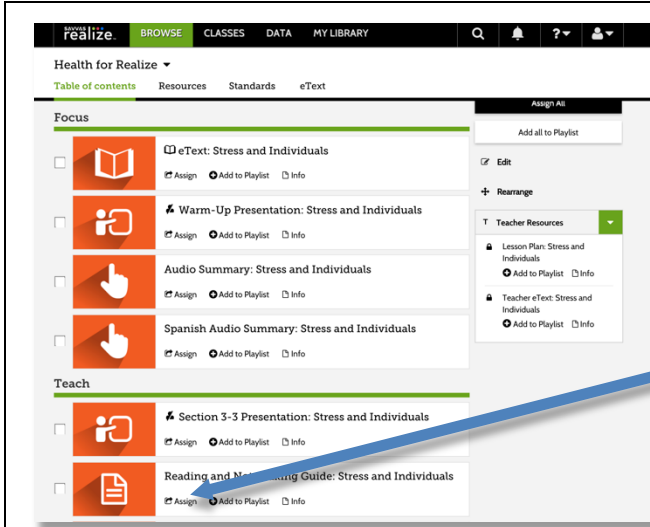 SAVVAS
realize. BROWSE CLASSES DATA MY LIBRARY ?
Health for Realize
Table of contents Resources Standards eText
Assign All
Focus
Add all to Playlist
eText: Stress and Individuals
Assign Add to Playlist Info
Edit
Rearrange
Warm-Up Presentation: Stress and Individuals
Assign Add to Playlist Info
T Teacher Resources
Lesson Plan: Stress and
Individuals
Add to Playlist Info
Audio Summary: Stress and Individuals
Assign Add to Playlist Info
Teacher eText: Stress and
Individuals
Add to Playlist Info
Spanish Audio Summary: Stress and Individuals
Assign Add to Playlist Info
Teach
Section 3-3 Presentation: Stress and Individuals
Assign Add to Playlist Info
Reading and Guide: Stress and Individuals
Assign Add to Playlist Info